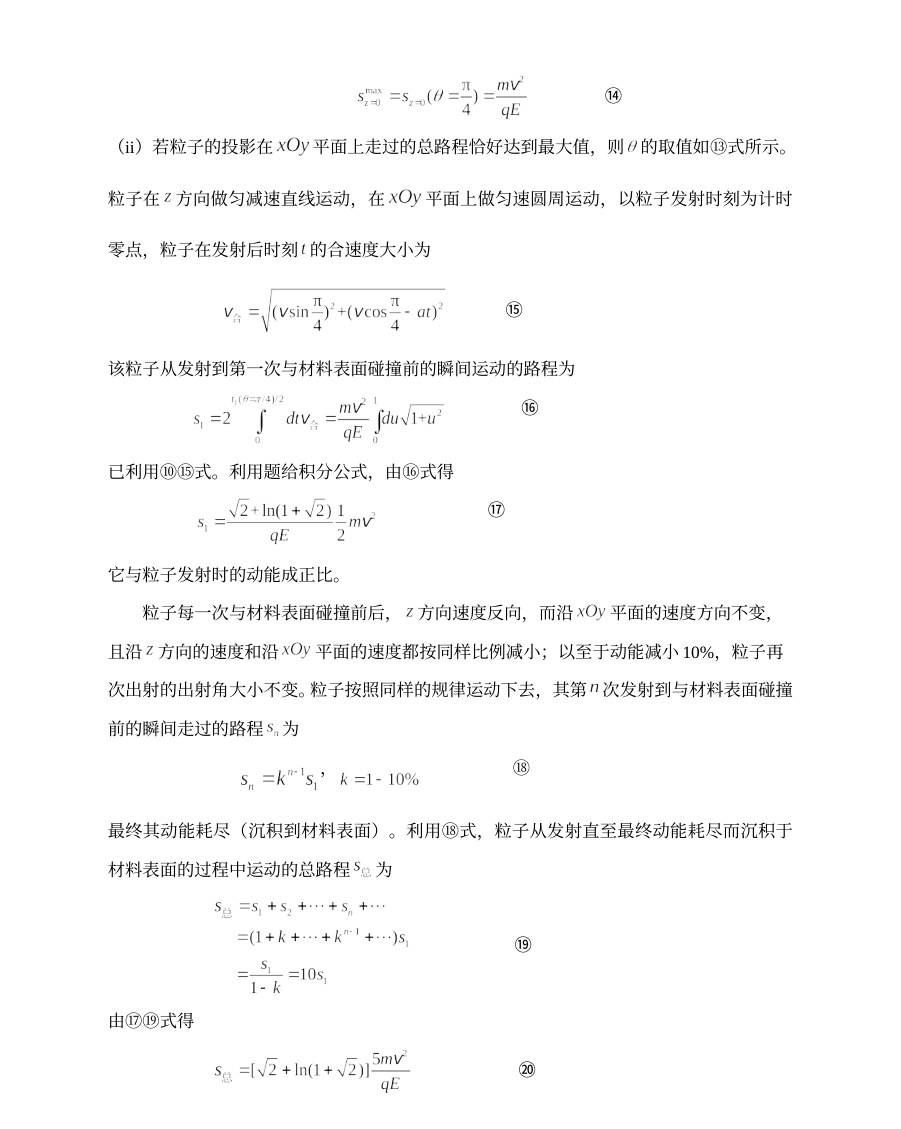 s_{z=0}^{max} = s_{z=0}(θ = π/4) = mv²/qE ⑭
（ii）若粒子的投影在 xOy 平面上走过的总路程恰好达到最大值，则 θ 的取值如⑬式所示。
粒子在 z 方向做匀减速直线运动，在 xOy 平面上做匀速圆周运动，以粒子发射时刻为计时
零点，粒子在发射后时刻 t 的合速度大小为
v_合 = √((v sin π/4)² + (v cos π/4 - at)²) ⑮
该粒子从发射到第一次与材料表面碰撞前的瞬间运动的路程为
s₁ = 2∫₀^{t₁(θ=π/4)/2} dt v_合 = mv²/qE ∫₀¹ du √(1+u²) ⑯
已利用⑩⑮式。利用题给积分公式，由⑯式得
s₁ = (√2 + ln(1 + √2))/qE · 1/2 mv² ⑰
它与粒子发射时的动能成正比。
粒子每一次与材料表面碰撞前后， z 方向速度反向，而沿 xOy 平面的速度方向不变，
且沿 z 方向的速度和沿 xOy 平面的速度都按同样比例减小；以至于动能减小 10%，粒子再
次出射的出射角大小不变。粒子按照同样的规律运动下去，其第 n 次发射到与材料表面碰撞
前的瞬间走过的路程 s_n 为
s_n = k^{n-1}s₁， k = 1 - 10% ⑱
最终其动能耗尽（沉积到材料表面）。利用⑱式，粒子从发射直至最终动能耗尽而沉积于
材料表面的过程中运动的总路程 s_总 为
s_总 = s₁ + s₂ + ⋯ + s_n + ⋯
= (1 + k + ⋯ + k^{n-1} + ⋯)s₁ ⑲
= s₁/(1 - k) = 10s₁
由⑰⑲式得
s_总 = [√2 + ln(1 + √2)] 5mv²/qE ⑳